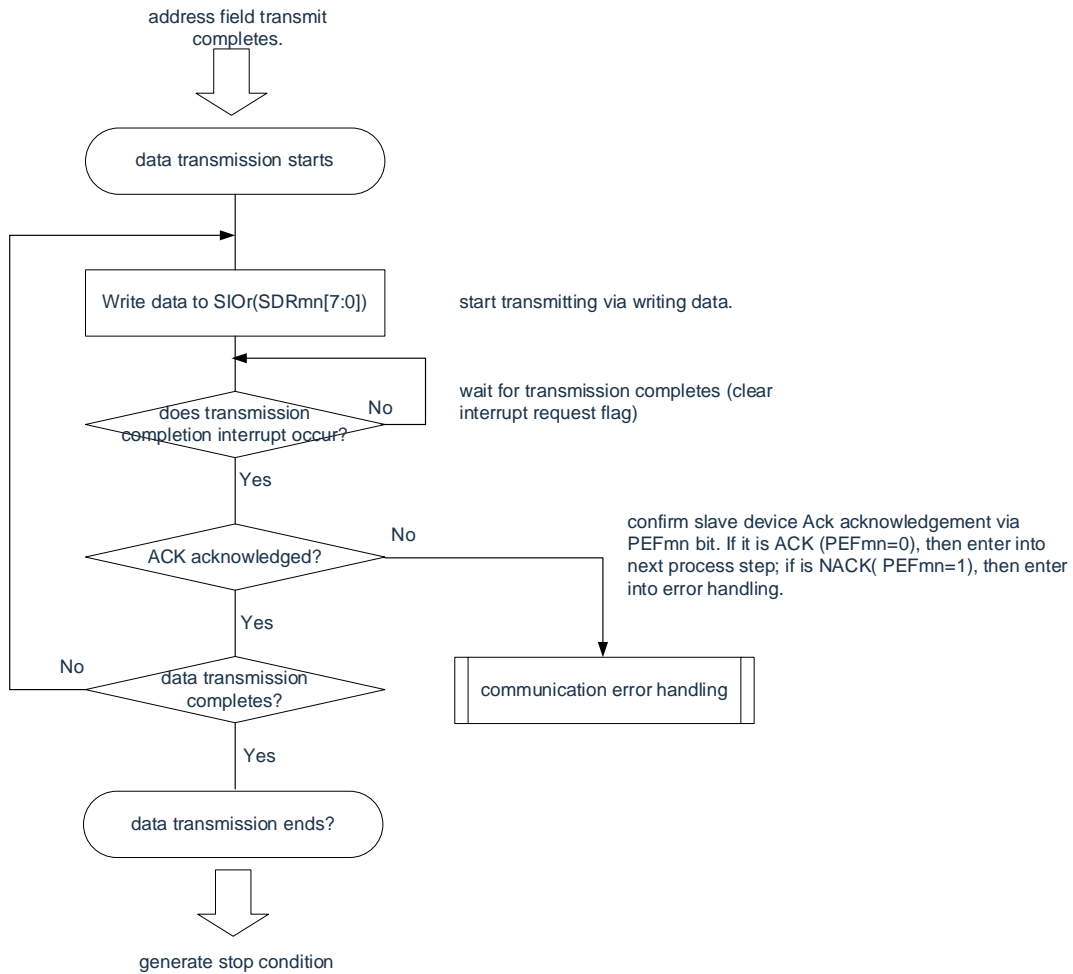 address field transmit
completes.
data transmission starts
Write data to SIOr(SDRmn[7:0])
start transmitting via writing data.
wait for transmission completes (clear
interrupt request flag)
does transmission
completion interrupt occur?
No
Yes
confirm slave device Ack acknowledgement via
PEFmn bit. If it is ACK (PEFmn=0), then enter into
next process step; if is NACK( PEFmn=1), then enter
into error handling.
No
ACK acknowledged?
Yes
No
data transmission
completes?
communication error handling
Yes
data transmission ends?
generate stop condition